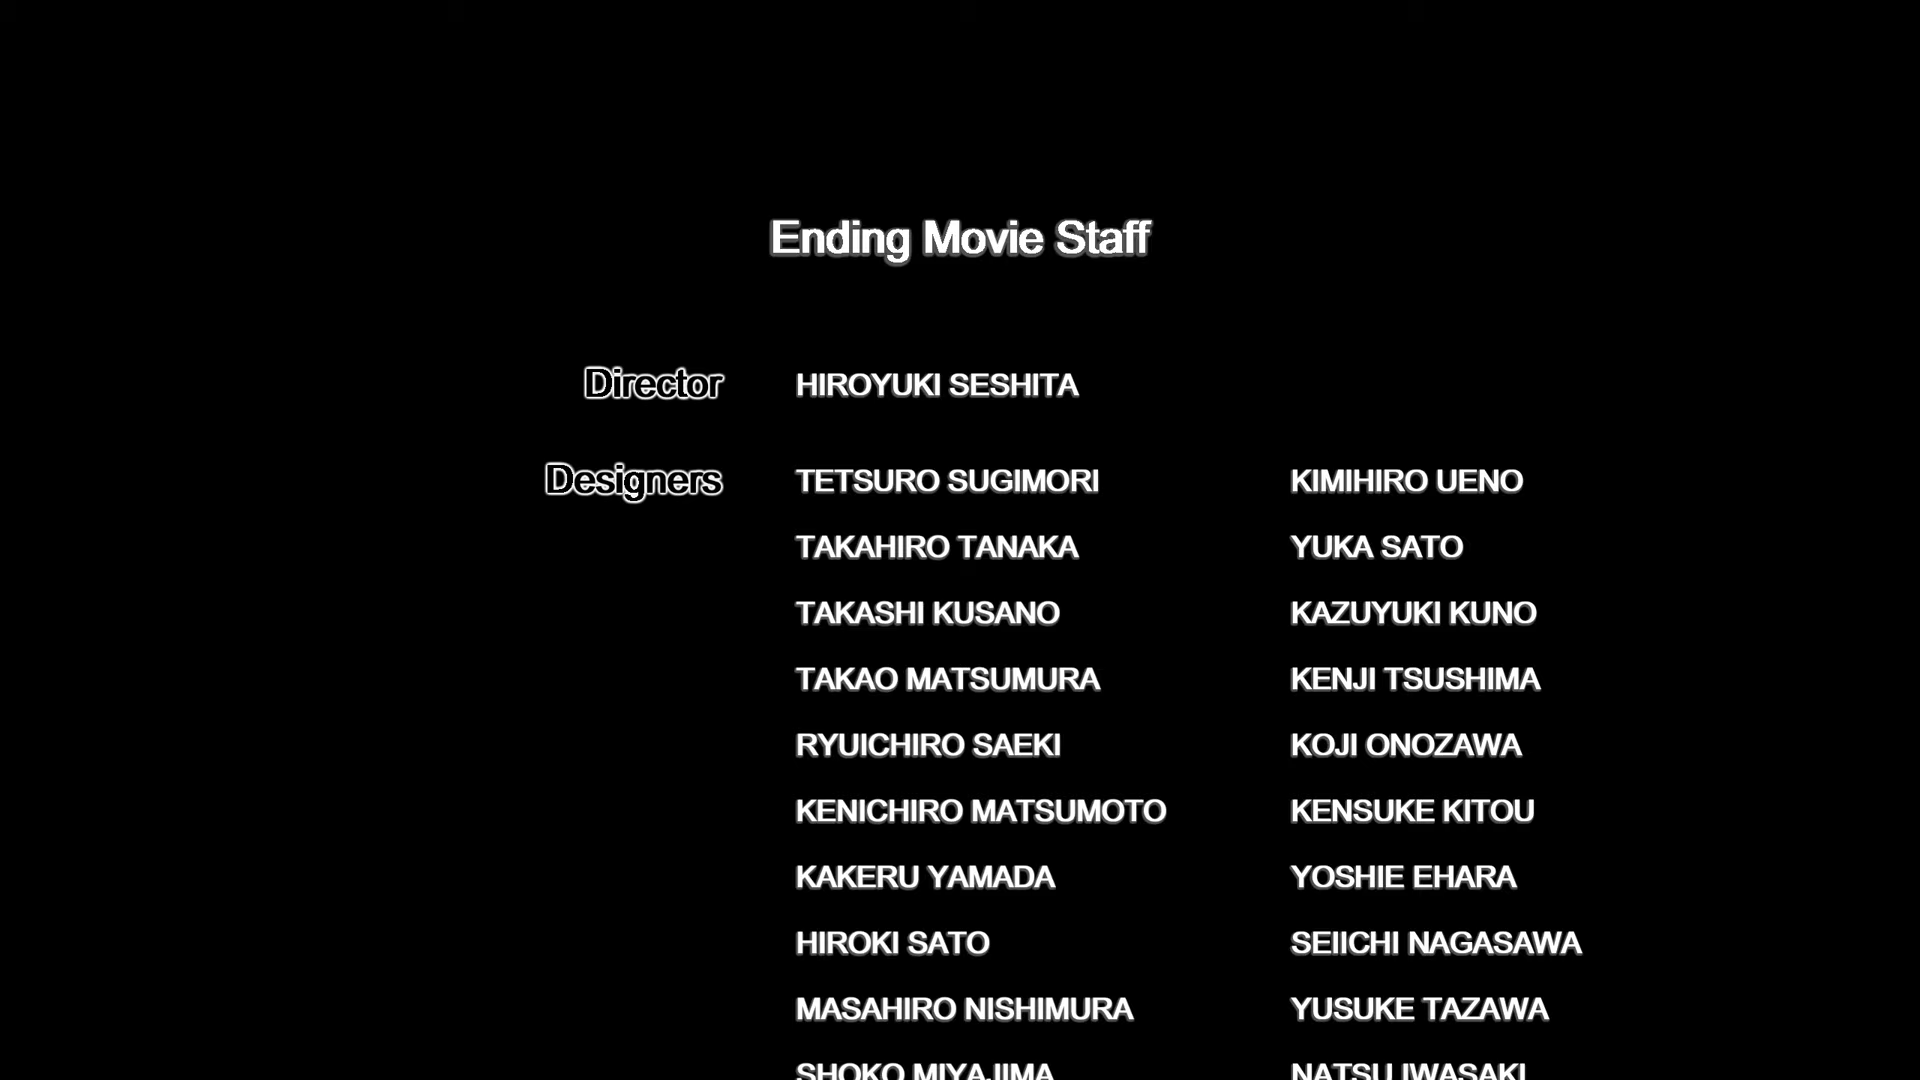 Ending Movie Staff
Director HIROYUKI SESHITA
Designers TETSURO SUGIMORI KIMIHIRO UENO
TAKAHIRO TANAKA YUKA SATO
TAKASHI KUSANO KAZUYUKI KUNO
TAKAO MATSUMURA KENJI TSUSHIMA
RYUICHIRO SAEKI KOJI ONOZAWA
KENICHIRO MATSUMOTO KENSUKE KITOU
KAKERU YAMADA YOSHIE EHARA
HIROKI SATO SEIICHI NAGASAWA
MASAHIRO NISHIMURA YUSUKE TAZAWA
SHOKO MIYAJIMA NATSU IWASAKI